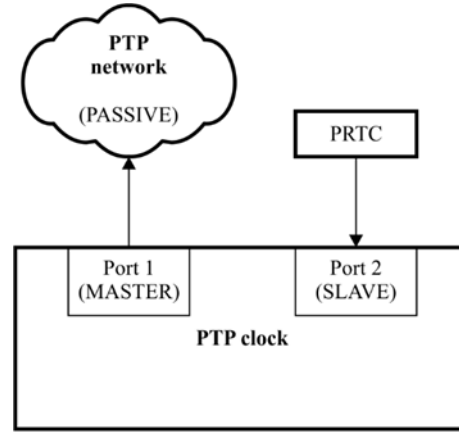 PTP
network
(PASSIVE)
PRTC
Port 1
(MASTER)
Port 2
(SLAVE)
PTP clock